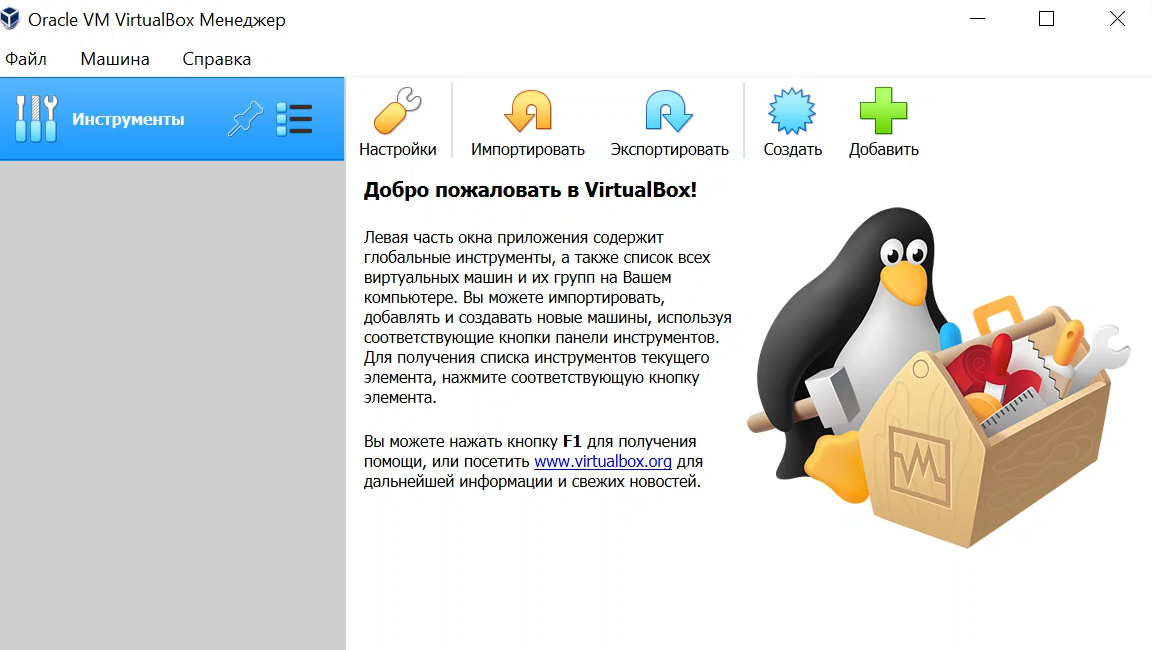 Oracle VM VirtualBox Менеджер
Файл Машина Справка
Инструменты
Настройки Импортировать Экспортировать Создать Добавить
Добро пожаловать в VirtualBox!
Левая часть окна приложения содержит
глобальные инструменты, а также список всех
виртуальных машин и их групп на Вашем
компьютере. Вы можете импортировать,
добавлять и создавать новые машины, используя
соответствующие кнопки панели инструментов.
Для получения списка инструментов текущего
элемента, нажмите соответствующую кнопку
элемента.
Вы можете нажать кнопку F1 для получения
помощи, или посетить www.virtualbox.org для
дальнейшей информации и свежих новостей.